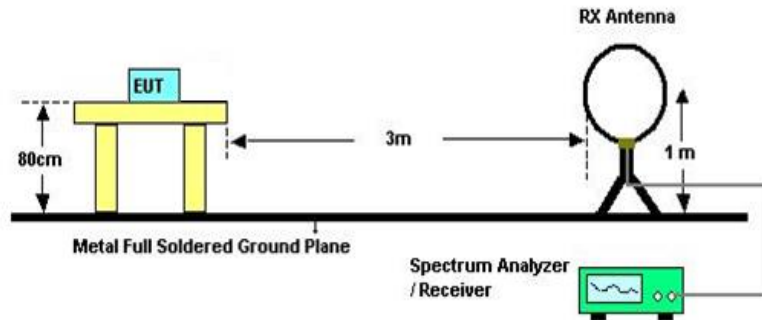 RX Antenna
EUT
3m
80cm
1 m
Metal Full Soldered Ground Plane
Spectrum Analyzer
/ Receiver